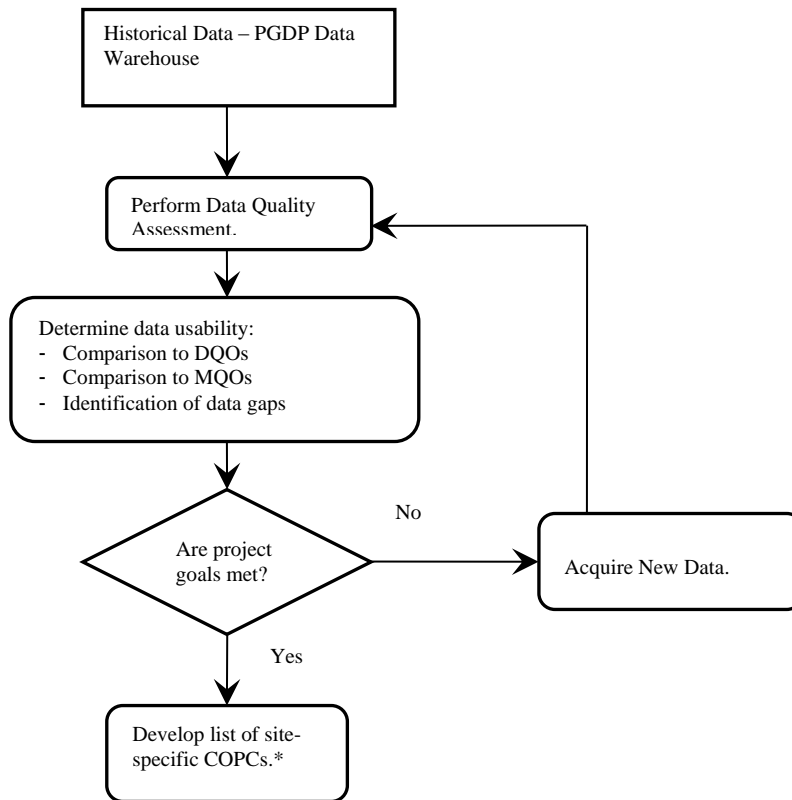 Historical Data – PGDP Data
Warehouse
Perform Data Quality
Assessment.
Determine data usability:
- Comparison to DQOs
- Comparison to MQOs
- Identification of data gaps
Are project
goals met?
No
Acquire New Data.
Yes
Develop list of site-
specific COPCs.*